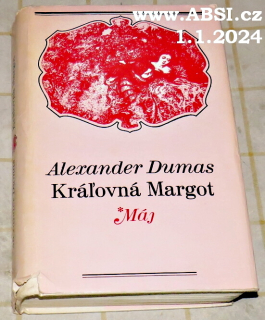 www.ABSI.cz
1.1.2024
Alexander Dumas
Kráľovná Margot
*Máj